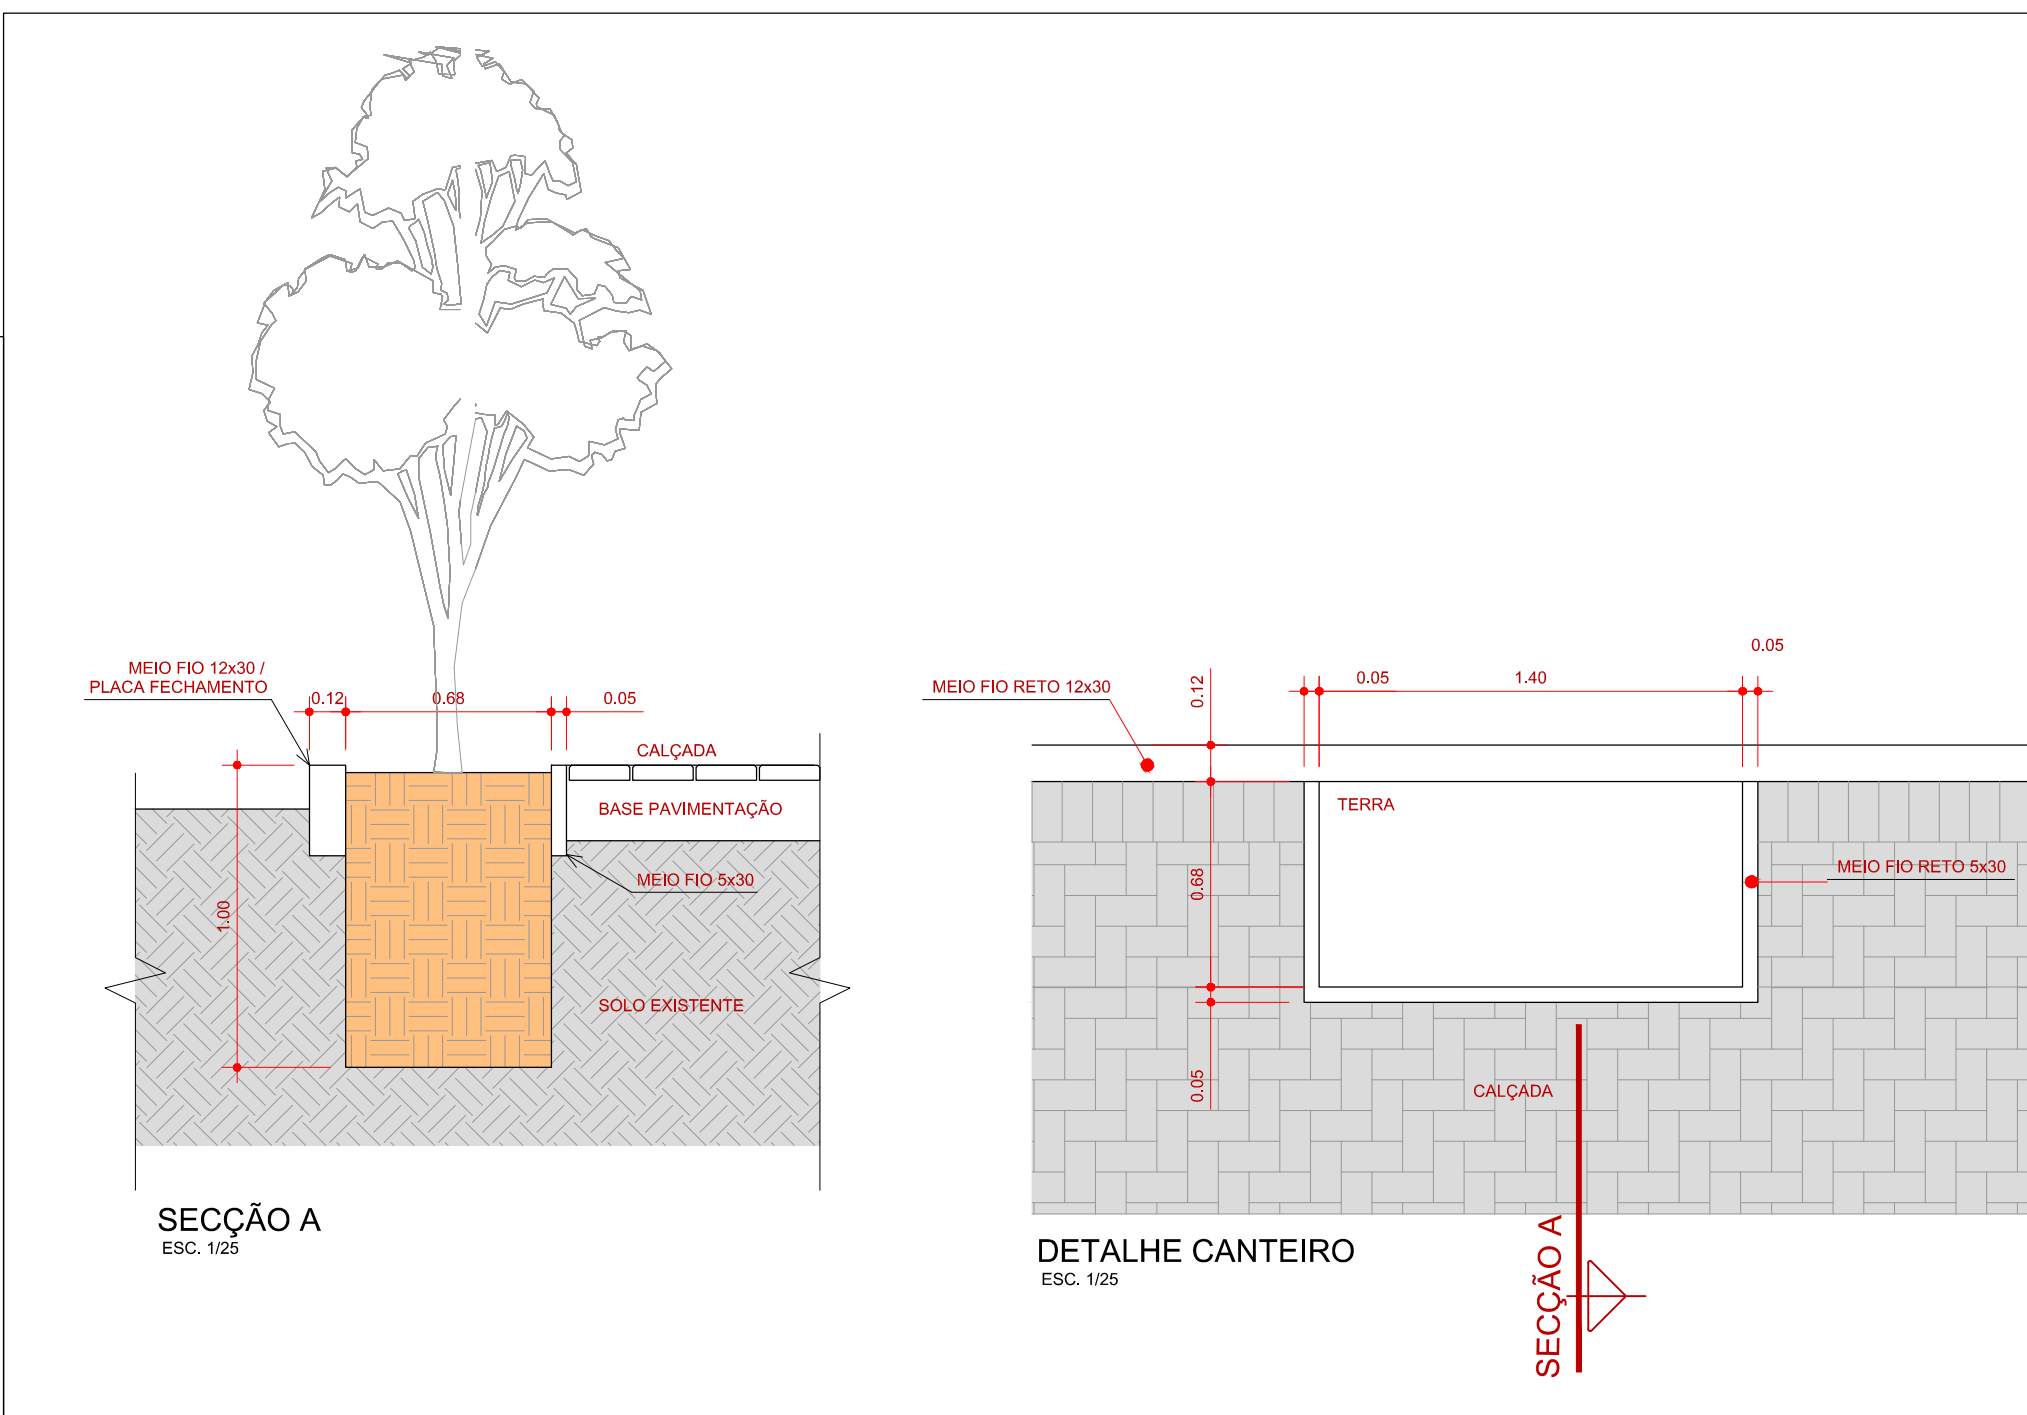 MEIO FIO 12x30 /
PLACA FECHAMENTO
0.12
0.68
0.05
CALÇADA
BASE PAVIMENTAÇÃO
MEIO FIO 5x30
1.00
SOLO EXISTENTE
SECÇÃO A
ESC. 1/25
0.05
MEIO FIO RETO 12x30
0.12
0.05
1.40
TERRA
MEIO FIO RETO 5x30
0.68
0.05
CALÇADA
DETALHE CANTEIRO
ESC. 1/25
SECÇÃO A